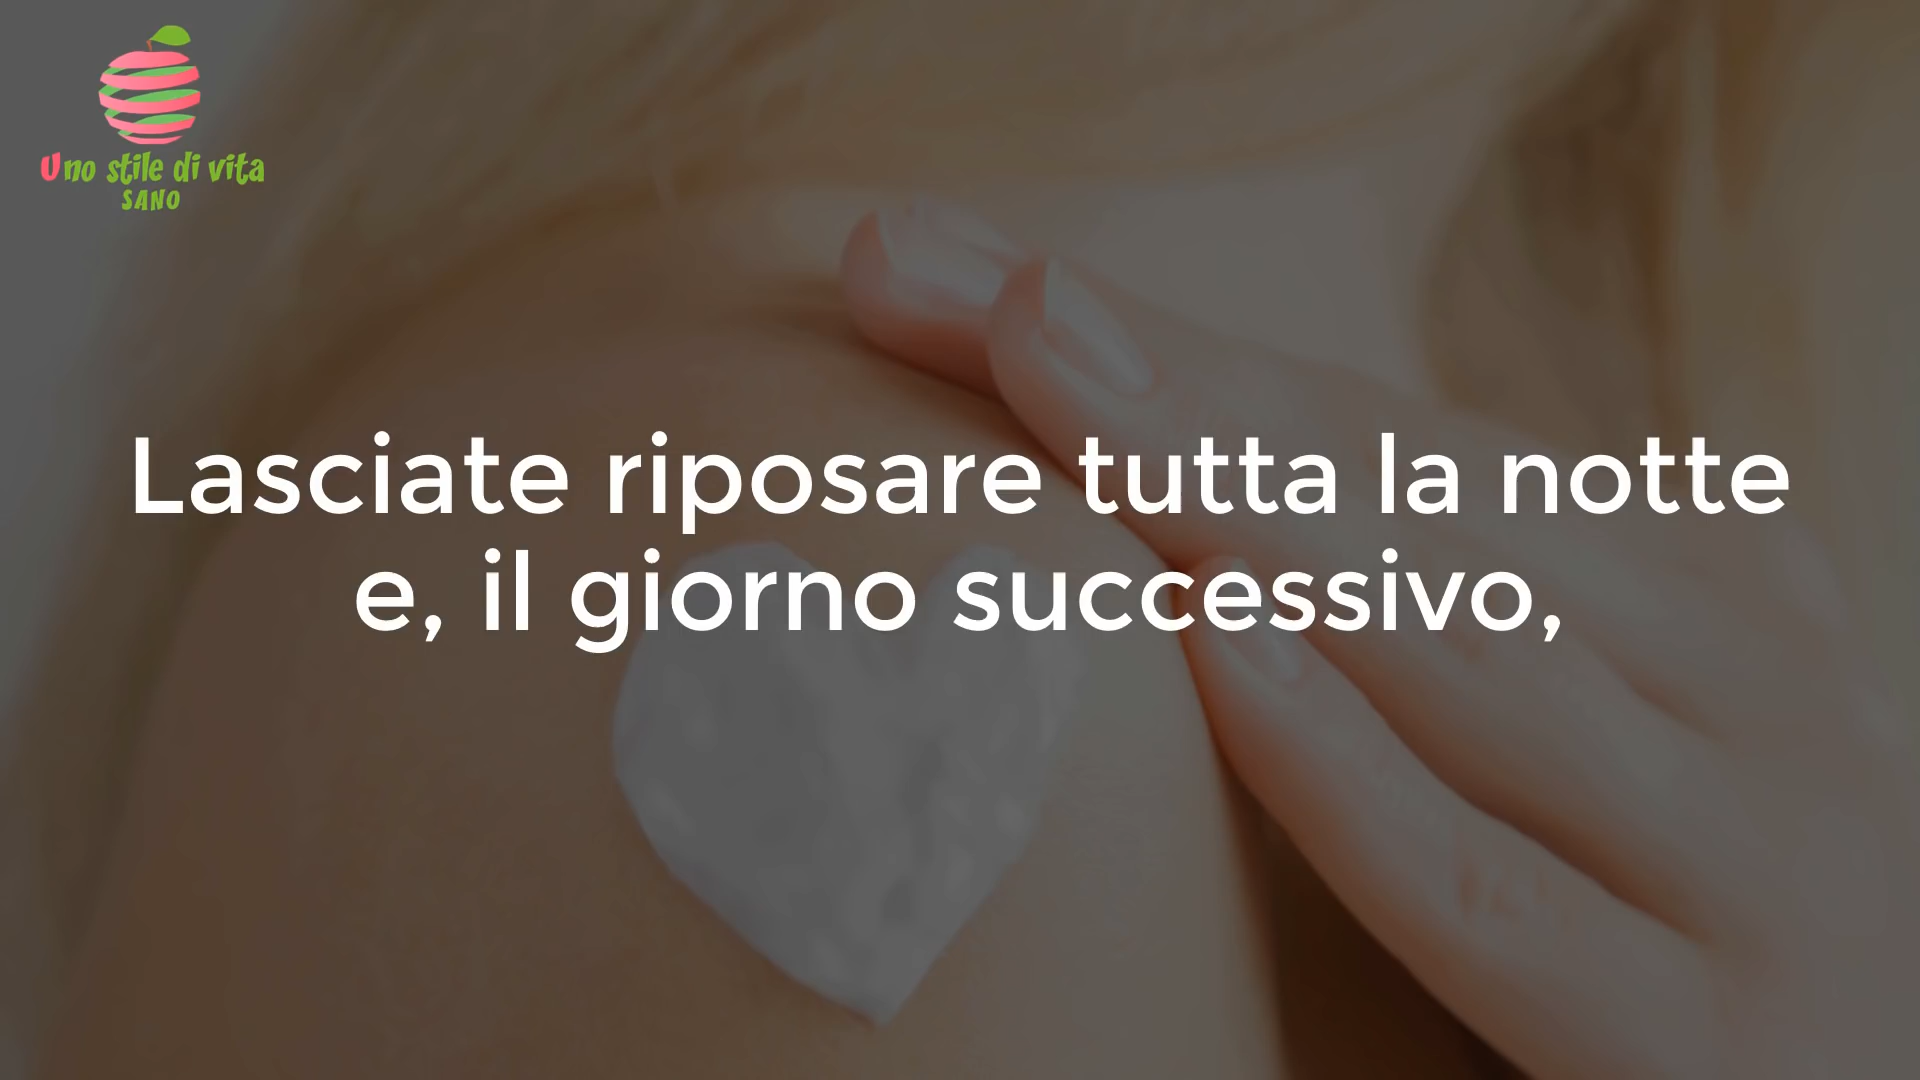 Uno stile di vita
SANO
Lasciate riposare tutta la notte
e, il giorno successivo,